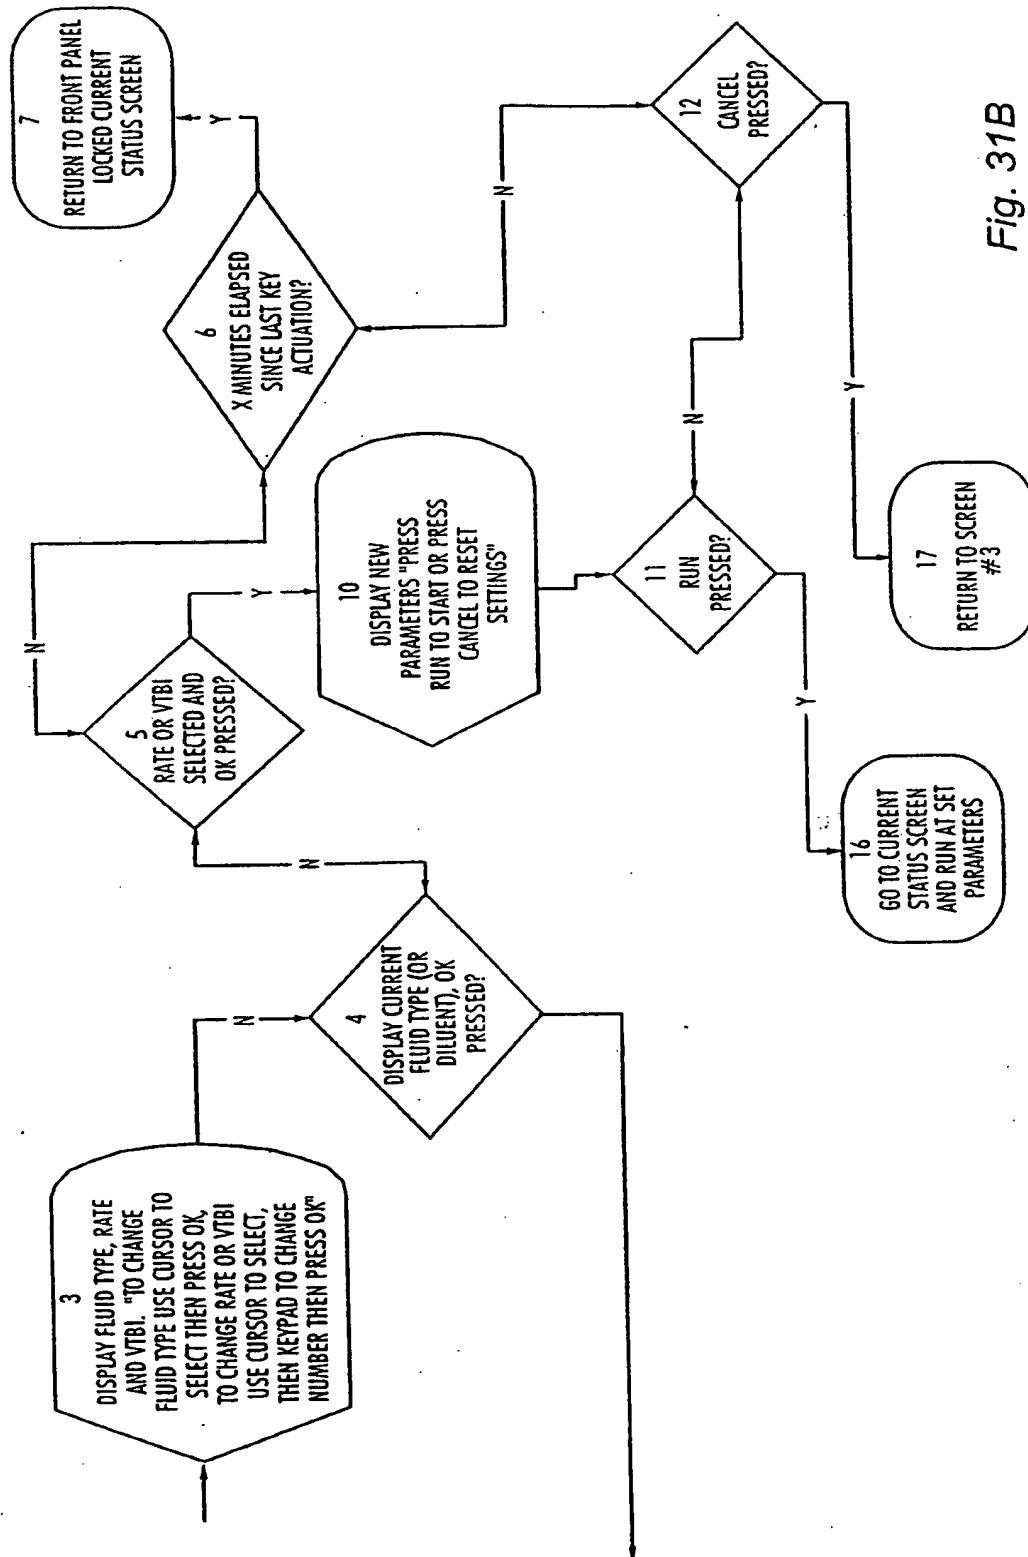 3
DISPLAY FLUID TYPE, RATE
AND VTBI. "TO CHANGE
FLUID TYPE USE CURSOR TO
SELECT THEN PRESS OK,
TO CHANGE RATE OR VTBI
USE CURSOR TO SELECT,
THEN KEYPAD TO CHANGE
NUMBER THEN PRESS OK"
N
4
DISPLAY CURRENT
FLUID TYPE (OR
DILUENT), OK
PRESSED?
N
5
RATE OR VTBI
SELECTED AND
OK PRESSED?
N
Y
6
X MINUTES ELAPSED
SINCE LAST KEY
ACTUATION?
Y
7
RETURN TO FRONT PANEL
LOCKED CURRENT
STATUS SCREEN
N
10
DISPLAY NEW
PARAMETERS "PRESS
RUN TO START OR PRESS
CANCEL TO RESET
SETTINGS"
11
RUN
PRESSED?
N
Y
12
CANCEL
PRESSED?
Y
16
GO TO CURRENT
STATUS SCREEN
AND RUN AT SET
PARAMETERS
17
RETURN TO SCREEN
#3
Fig. 31B